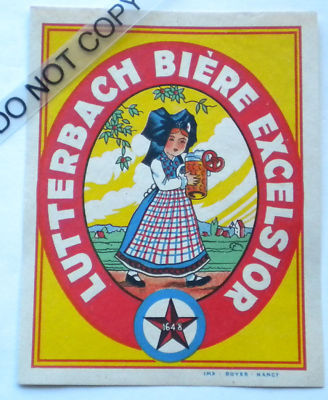 DO NOT COPY
LUTTERBACH BIÈRE EXCELSIOR
1648
IMP. BOYER - NANCY